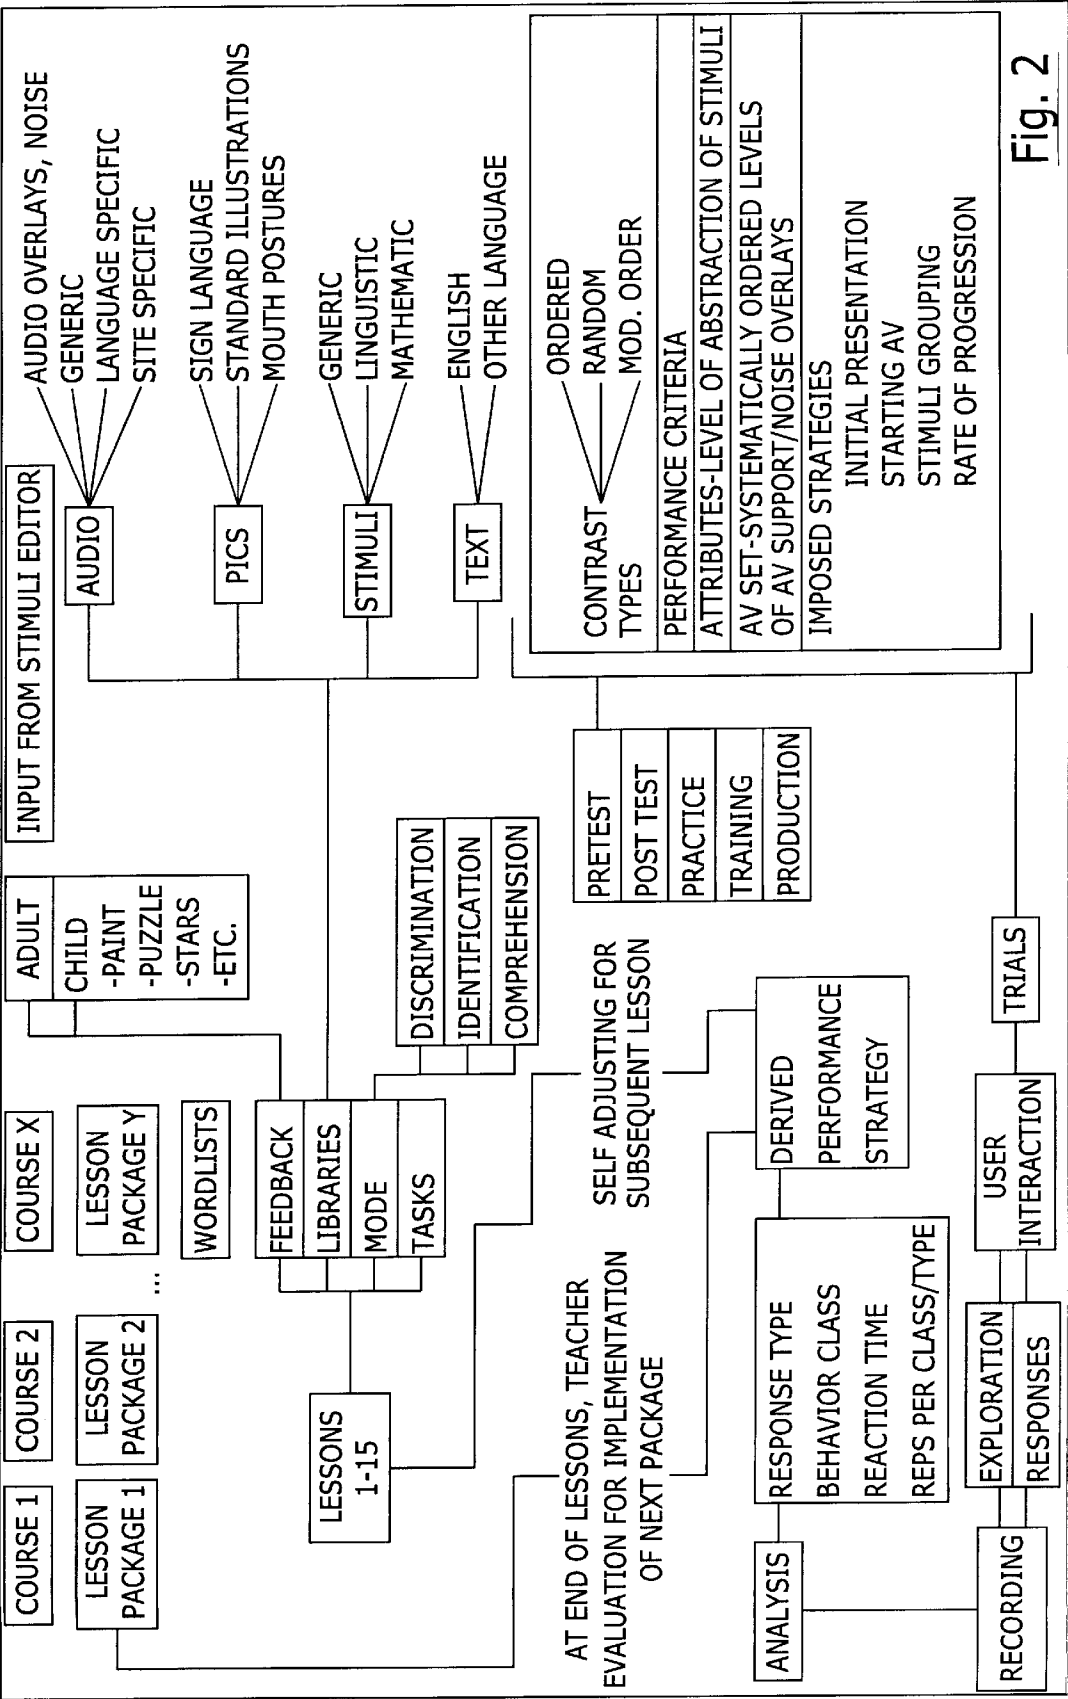 COURSE 1
COURSE 2
COURSE X
ADULT
CHILD
-PAINT
-PUZZLE
-STARS
-ETC.
INPUT FROM STIMULI EDITOR
LESSON
PACKAGE 1
LESSON
PACKAGE 2
...
LESSON
PACKAGE Y
WORDLISTS
FEEDBACK
LIBRARIES
MODE
TASKS
LESSONS
1-15
DISCRIMINATION
IDENTIFICATION
COMPREHENSION
AUDIO
AUDIO OVERLAYS, NOISE
GENERIC
LANGUAGE SPECIFIC
SITE SPECIFIC
PICS
SIGN LANGUAGE
STANDARD ILLUSTRATIONS
MOUTH POSTURES
STIMULI
GENERIC
LINGUISTIC
MATHEMATIC
TEXT
ENGLISH
OTHER LANGUAGE
AT END OF LESSONS, TEACHER
EVALUATION FOR IMPLEMENTATION
OF NEXT PACKAGE
SELF ADJUSTING FOR
SUBSEQUENT LESSON
PRETEST
POST TEST
PRACTICE
TRAINING
PRODUCTION
CONTRAST
TYPES
ORDERED
RANDOM
MOD. ORDER
PERFORMANCE CRITERIA
ATTRIBUTES-LEVEL OF ABSTRACTION OF STIMULI
AV SET-SYSTEMATICALLY ORDERED LEVELS
OF AV SUPPORT/NOISE OVERLAYS
IMPOSED STRATEGIES
INITIAL PRESENTATION
STARTING AV
STIMULI GROUPING
RATE OF PROGRESSION
ANALYSIS
RESPONSE TYPE
BEHAVIOR CLASS
REACTION TIME
REPS PER CLASS/TYPE
DERIVED
PERFORMANCE
STRATEGY
RECORDING
EXPLORATION
RESPONSES
USER
INTERACTION
TRIALS
Fig. 2